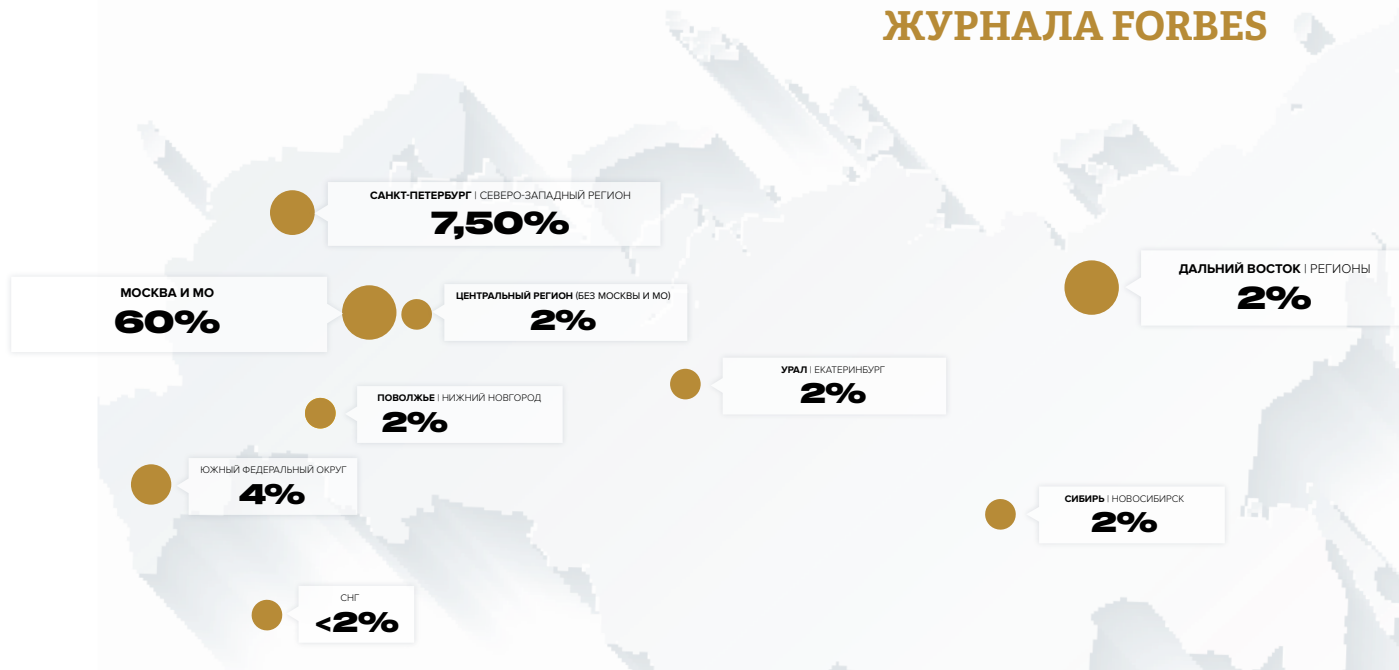 ЖУРНАЛА FORBES
САНКТ-ПЕТЕРБУРГ | СЕВЕРО-ЗАПАДНЫЙ РЕГИОН
7,50%
МОСКВА И МО
60%
ЦЕНТРАЛЬНЫЙ РЕГИОН (БЕЗ МОСКВЫ И МО)
2%
ДАЛЬНИЙ ВОСТОК | РЕГИОНЫ
2%
УРАЛ | ЕКАТЕРИНБУРГ
2%
ПОВОЛЖЬЕ | НИЖНИЙ НОВГОРОД
2%
ЮЖНЫЙ ФЕДЕРАЛЬНЫЙ ОКРУГ
4%
СИБИРЬ | НОВОСИБИРСК
2%
СНГ
<2%